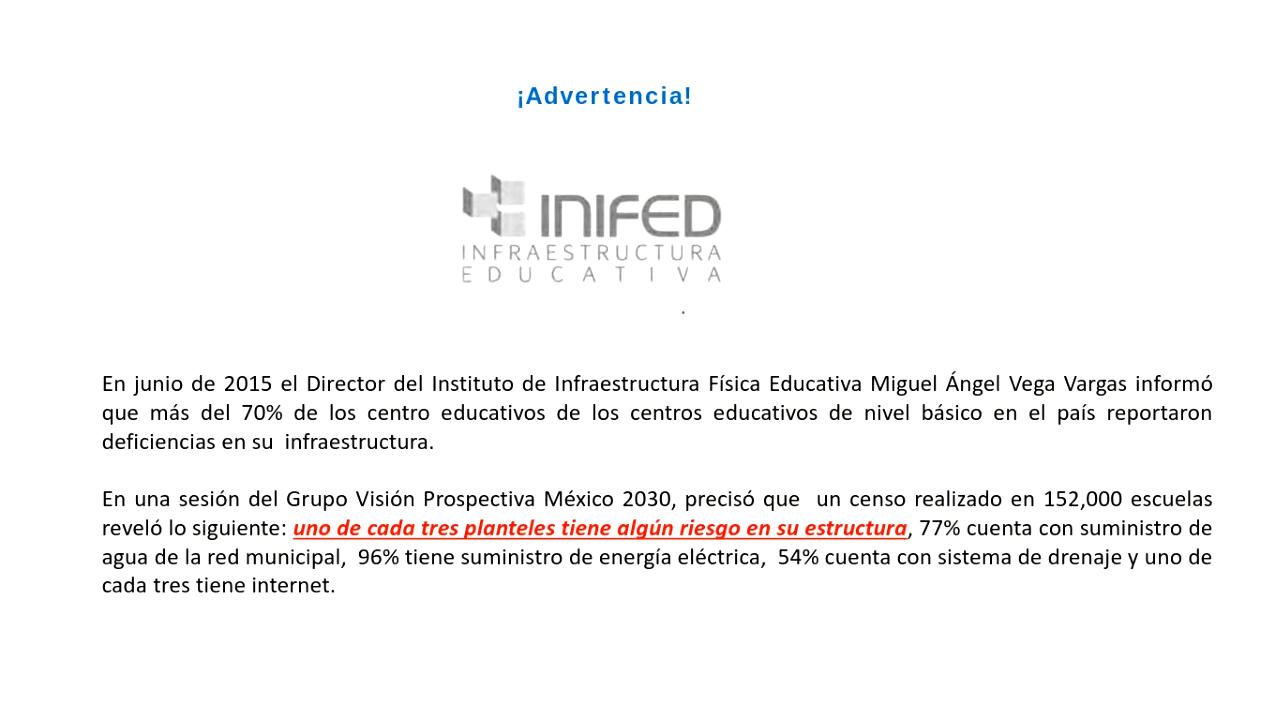 ¡Advertencia!
INIFED
INFRAESTRUCTURA
EDUCATIVA
.
En junio de 2015 el Director del Instituto de Infraestructura Física Educativa Miguel Ángel Vega Vargas informó
que más del 70% de los centro educativos de los centros educativos de nivel básico en el país reportaron
deficiencias en su infraestructura.
En una sesión del Grupo Visión Prospectiva México 2030, precisó que un censo realizado en 152,000 escuelas
reveló lo siguiente: uno de cada tres planteles tiene algún riesgo en su estructura, 77% cuenta con suministro de
agua de la red municipal, 96% tiene suministro de energía eléctrica, 54% cuenta con sistema de drenaje y uno de
cada tres tiene internet.